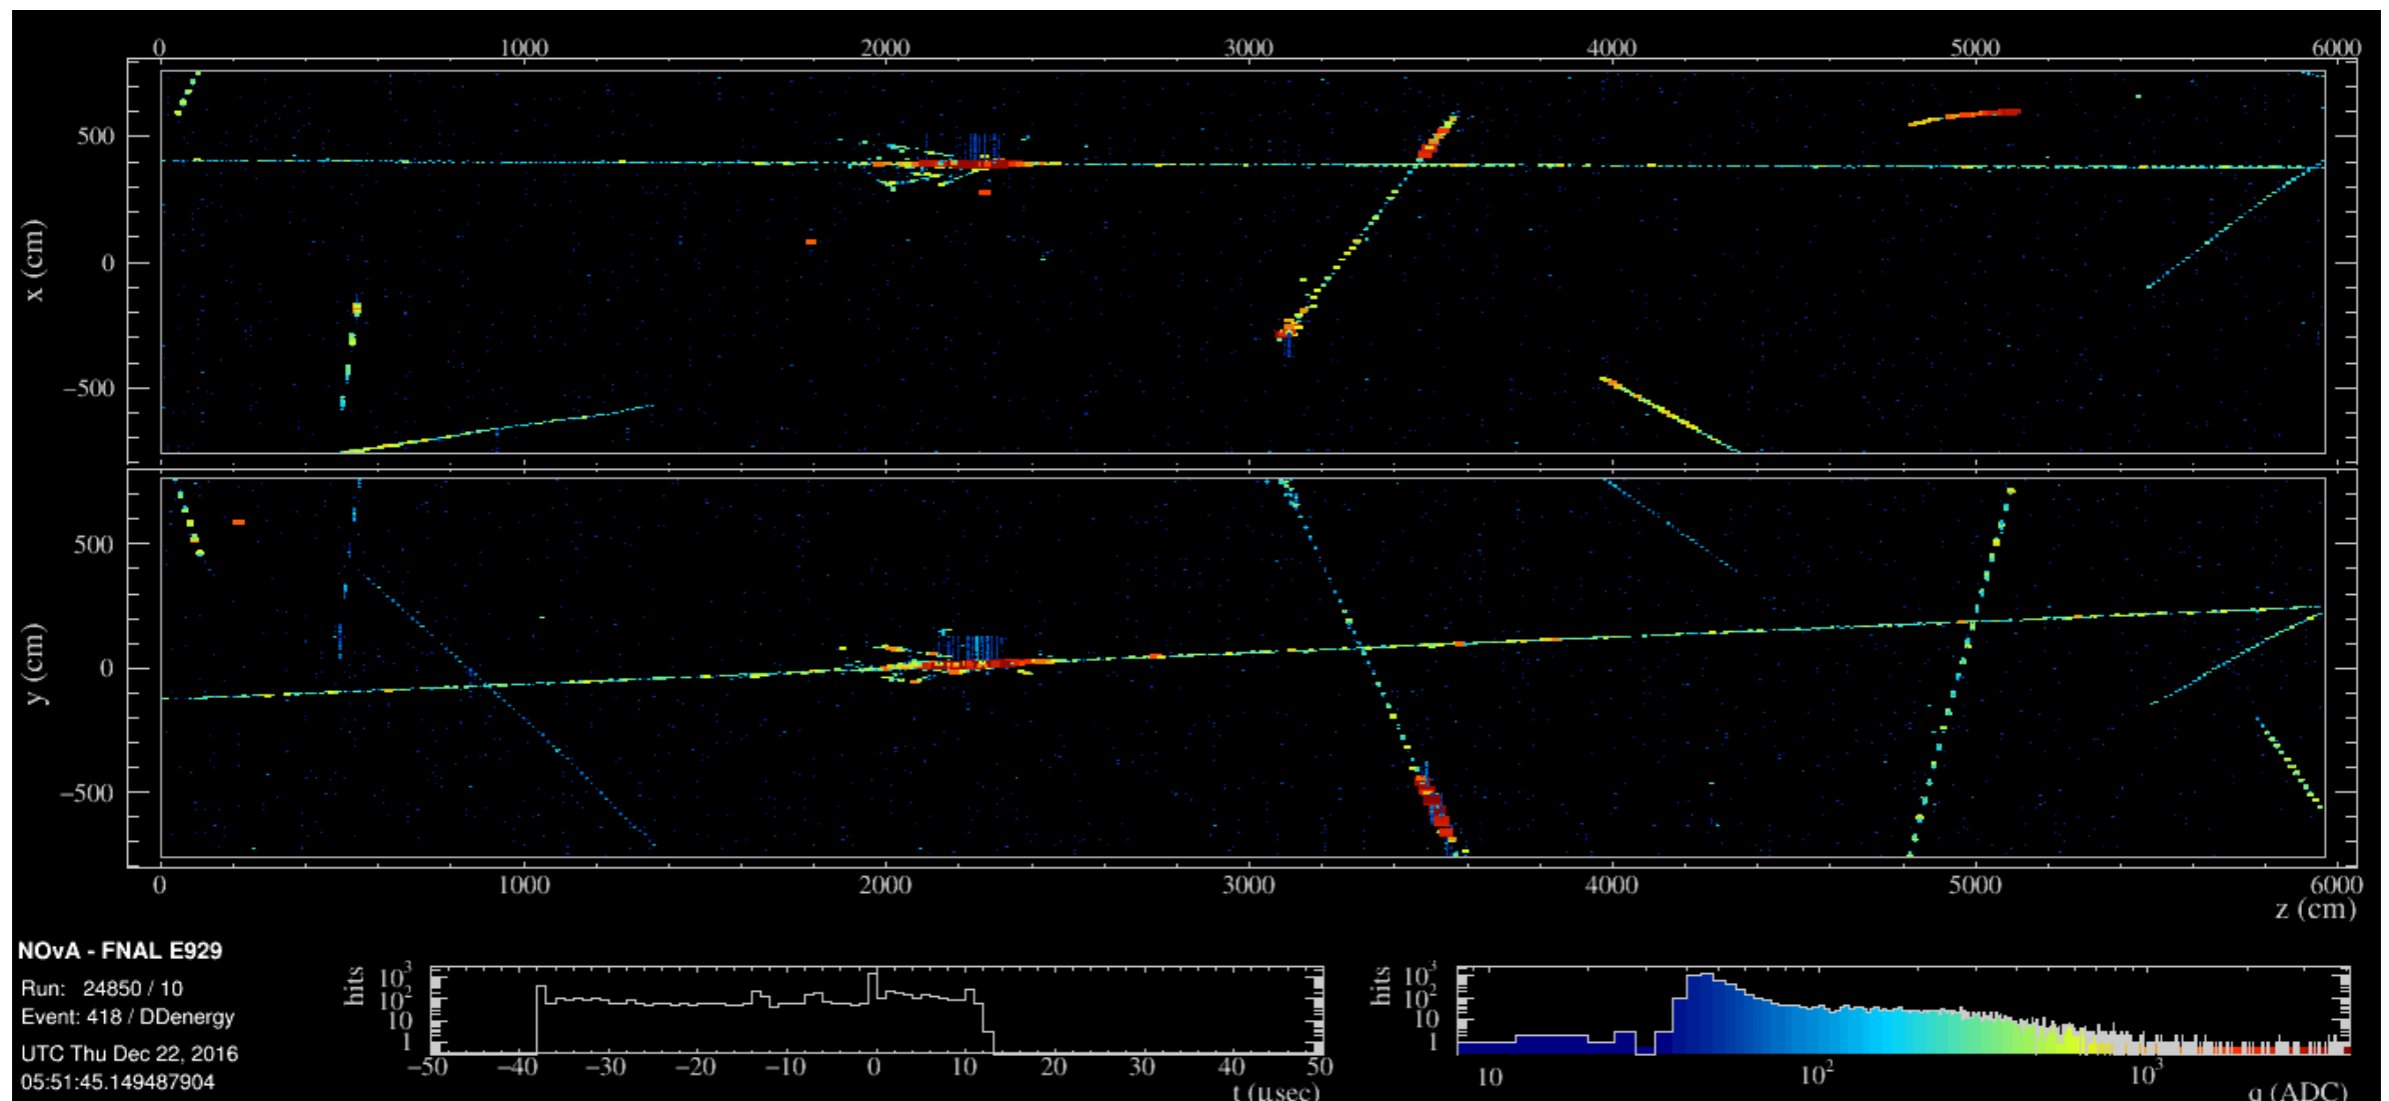 0 1000 2000 3000 4000 5000 6000
500
0
−500
x (cm)
500
0
−500
y (cm)
0 1000 2000 3000 4000 5000 6000
z (cm)
NOvA - FNAL E929
Run: 24850 / 10
Event: 418 / DDenergy
UTC Thu Dec 22, 2016
05:51:45.149487904
hits
10³
10²
10
1
−50 −40 −30 −20 −10 0 10 20 30 40 50
t (μsec)
hits
10³
10²
10
1
10 10² 10³
q (ADC)